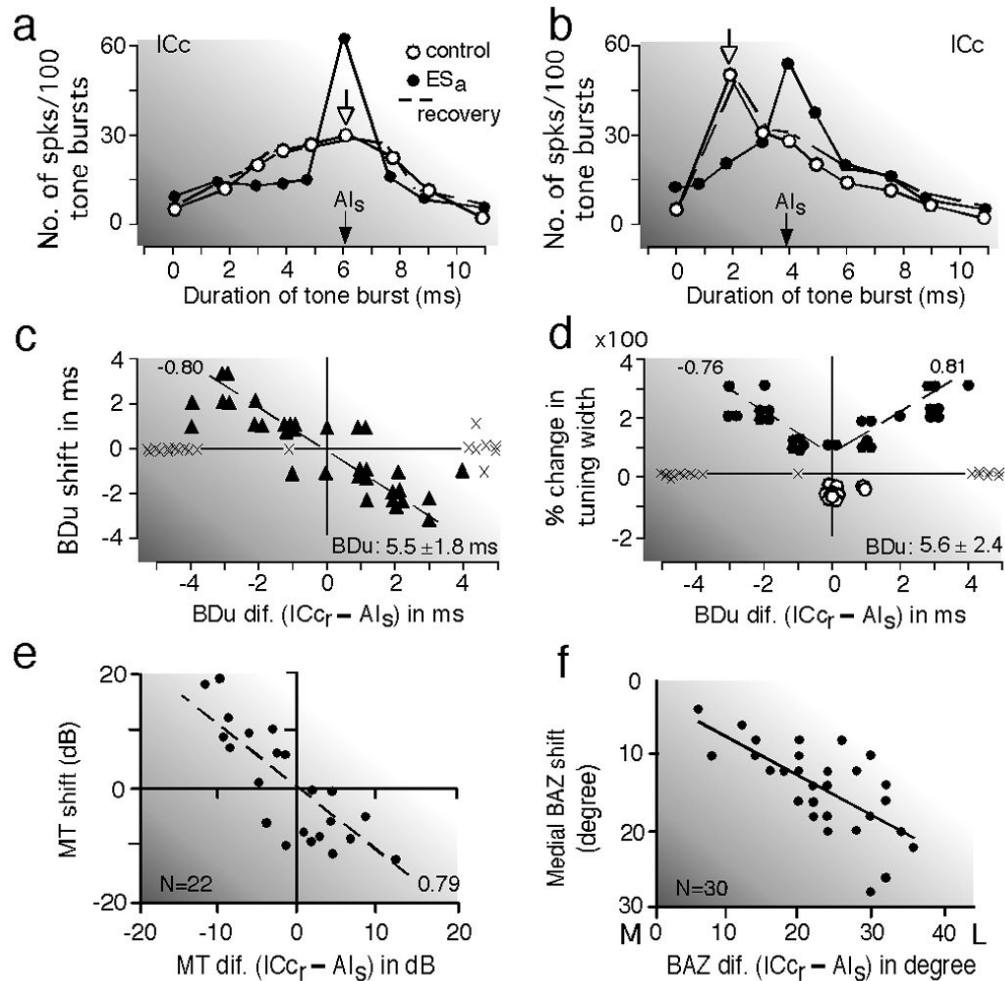 a
ICc
No. of spks/100
tone bursts
60
30
0
control
ESa
recovery
AIs
0 2 4 6 8 10
Duration of tone burst (ms)
b
ICc
No. of spks/100
tone bursts
60
30
0
AIs
0 2 4 6 8 10
Duration of tone burst (ms)
c
BDu shift in ms
4
2
0
-2
-4
-0.80
BDu: 5.5 ±1.8 ms
-4 -2 0 2 4
BDu dif. (ICcr – AIs) in ms
d
x100
% change in
tuning width
4
2
0
-2
-0.76
0.81
BDu: 5.6 ± 2.4
-4 -2 0 2 4
BDu dif. (ICcr – AIs) in ms
e
MT shift (dB)
20
0
-20
N=22
0.79
-20 -10 0 10 20
MT dif. (ICcr – AIs) in dB
f
Medial BAZ shift
(degree)
0
10
20
30
N=30
M 0 10 20 30 40 L
BAZ dif. (ICcr – AIs) in degree